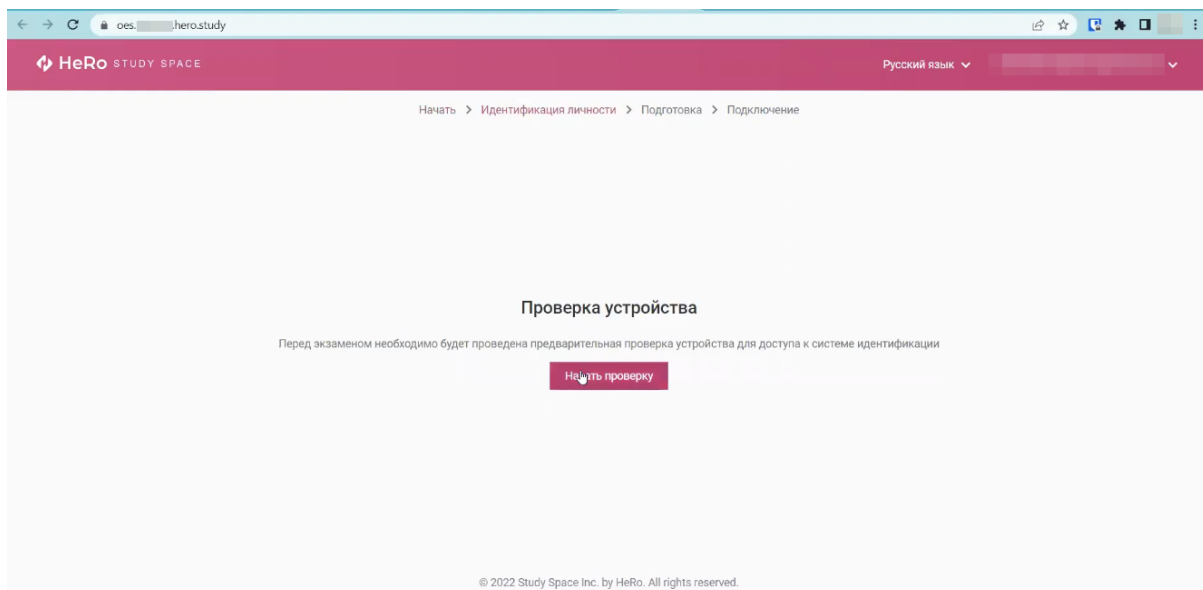 oes. .hero.study
HeRo STUDY SPACE
Русский язык
Начать > Идентификация личности > Подготовка > Подключение
Проверка устройства
Перед экзаменом необходимо будет проведена предварительная проверка устройства для доступа к системе идентификации
Начать проверку
© 2022 Study Space Inc. by HeRo. All rights reserved.